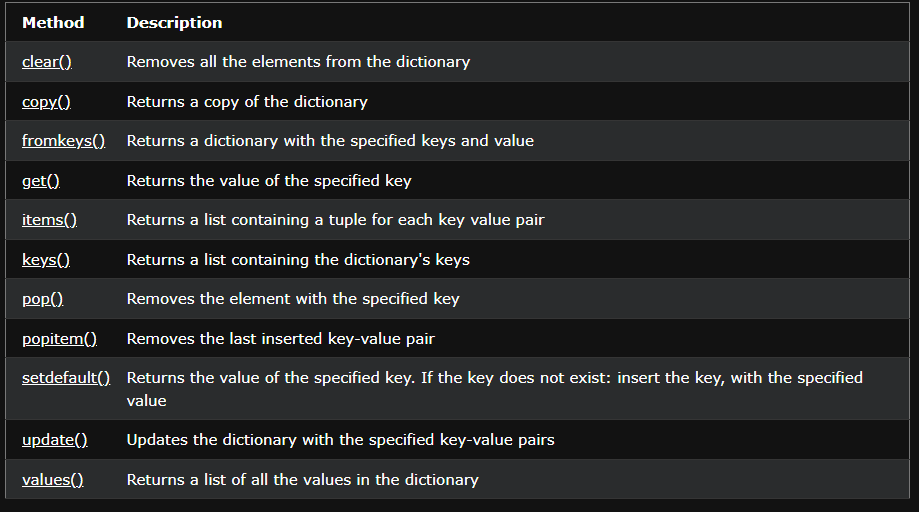 Method Description
clear() Removes all the elements from the dictionary
copy() Returns a copy of the dictionary
fromkeys() Returns a dictionary with the specified keys and value
get() Returns the value of the specified key
items() Returns a list containing a tuple for each key value pair
keys() Returns a list containing the dictionary's keys
pop() Removes the element with the specified key
popitem() Removes the last inserted key-value pair
setdefault() Returns the value of the specified key. If the key does not exist: insert the key, with the specified
value
update() Updates the dictionary with the specified key-value pairs
values() Returns a list of all the values in the dictionary